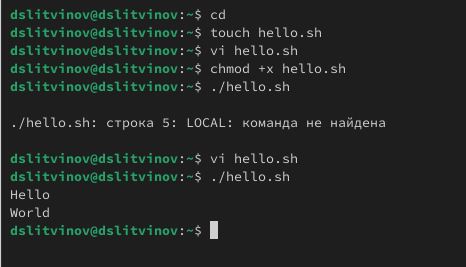 dslitvinov@dslitvinov:~$ cd
dslitvinov@dslitvinov:~$ touch hello.sh
dslitvinov@dslitvinov:~$ vi hello.sh
dslitvinov@dslitvinov:~$ chmod +x hello.sh
dslitvinov@dslitvinov:~$ ./hello.sh
./hello.sh: строка 5: LOCAL: команда не найдена
dslitvinov@dslitvinov:~$ vi hello.sh
dslitvinov@dslitvinov:~$ ./hello.sh
Hello
World
dslitvinov@dslitvinov:~$